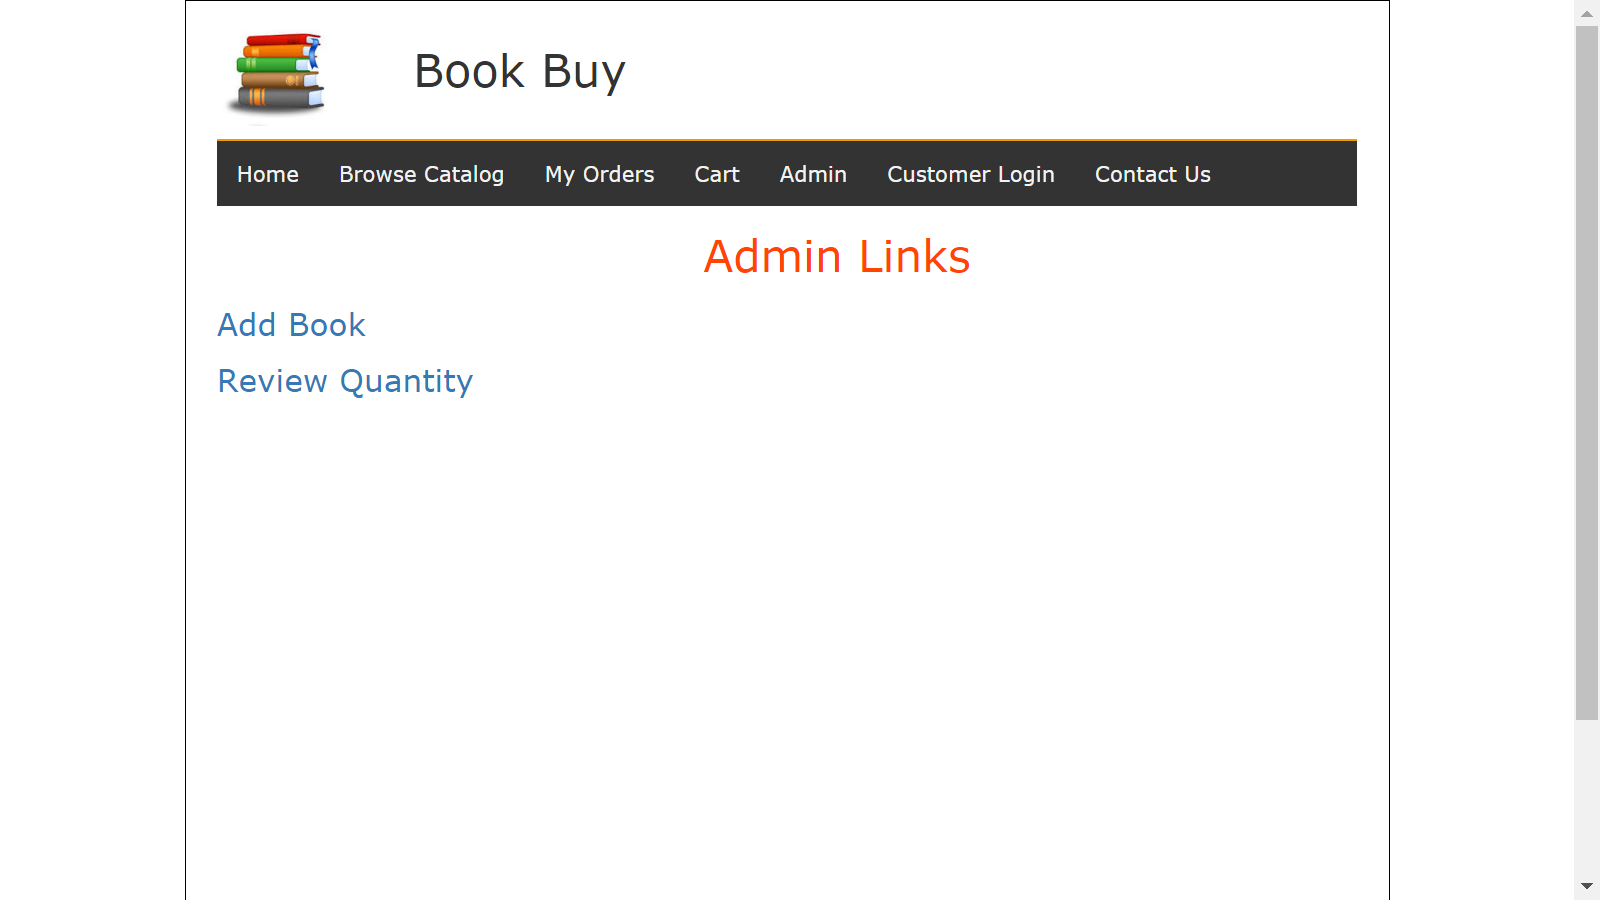 Book Buy
Home Browse Catalog My Orders Cart Admin Customer Login Contact Us
Admin Links
Add Book
Review Quantity